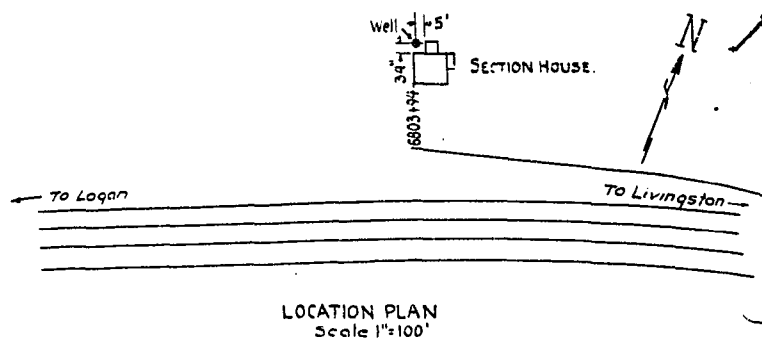 Well
5'
N
34"
SECTION HOUSE.
6803+94
To Logan
To Livingston
LOCATION PLAN
Scale 1"=100'